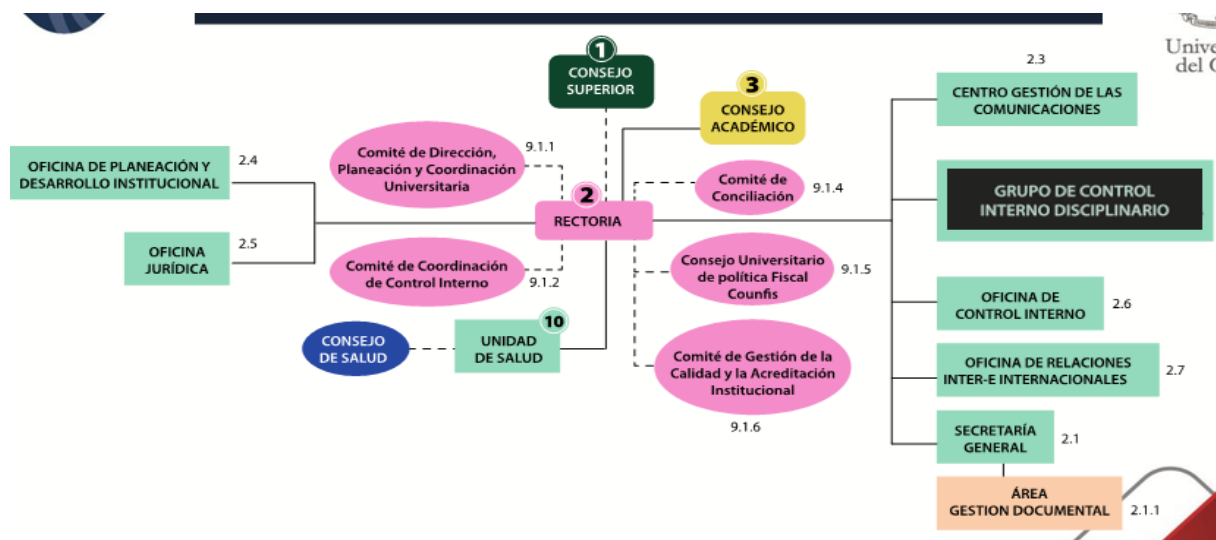 Unive
del C
1
CONSEJO
SUPERIOR
3
CONSEJO
ACADÉMICO
2.3
CENTRO GESTIÓN DE LAS
COMUNICACIONES
OFICINA DE PLANEACIÓN Y
DESARROLLO INSTITUCIONAL
2.4
Comité de Dirección,
Planeación y Coordinación
Universitaria
9.1.1
2
RECTORIA
Comité de
Conciliación
9.1.4
GRUPO DE CONTROL
INTERNO DISCIPLINARIO
OFICINA
JURÍDICA
2.5
Comité de Coordinación
de Control Interno
9.1.2
Consejo Universitario
de política Fiscal
Counfis
9.1.5
OFICINA DE
CONTROL INTERNO
2.6
CONSEJO
DE SALUD
10
UNIDAD
DE SALUD
Comité de Gestión de la
Calidad y la Acreditación
Institucional
9.1.6
OFICINA DE RELACIONES
INTER-E INTERNACIONALES
2.7
SECRETARÍA
GENERAL
2.1
ÁREA
GESTION DOCUMENTAL
2.1.1